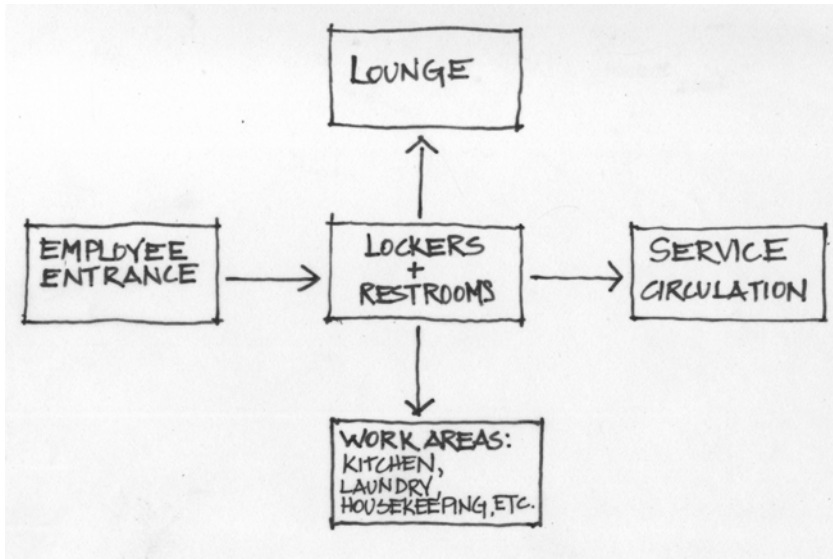 LOUNGE
EMPLOYEE
ENTRANCE
LOCKERS
+
RESTROOMS
SERVICE
CIRCULATION
WORK AREAS:
KITCHEN,
LAUNDRY,
HOUSEKEEPING, ETC.